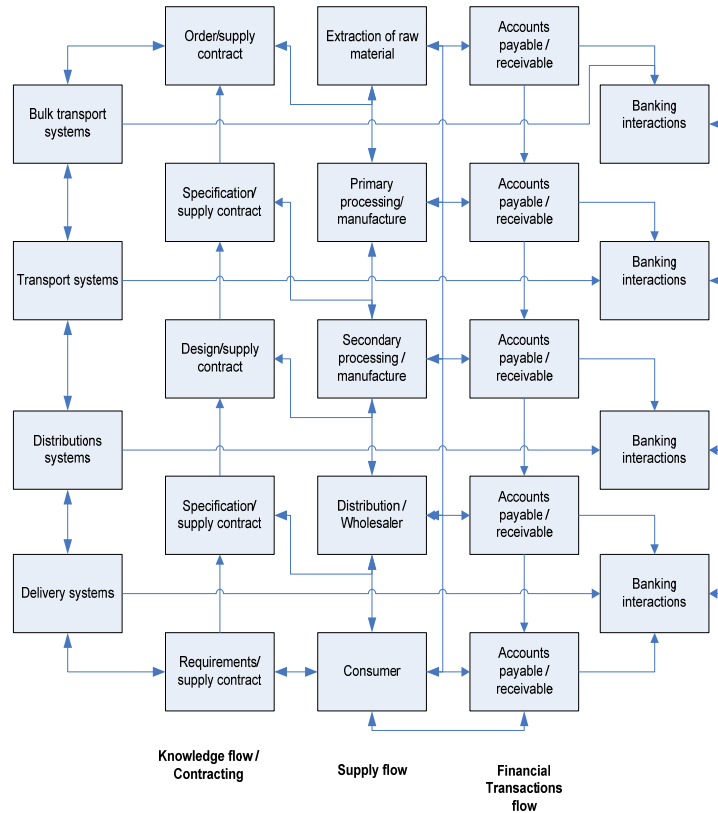 Order/supply
contract
Extraction of raw
material
Accounts
payable /
receivable
Bulk transport
systems
Banking
interactions
Specification/
supply contract
Primary
processing/
manufacture
Accounts
payable /
receivable
Transport systems
Banking
interactions
Design/supply
contract
Secondary
processing /
manufacture
Accounts
payable /
receivable
Distributions
systems
Banking
interactions
Specification/
supply contract
Distribution /
Wholesaler
Accounts
payable /
receivable
Delivery systems
Banking
interactions
Requirements/
supply contract
Consumer
Accounts
payable /
receivable
Knowledge flow /
Contracting
Supply flow
Financial
Transactions
flow